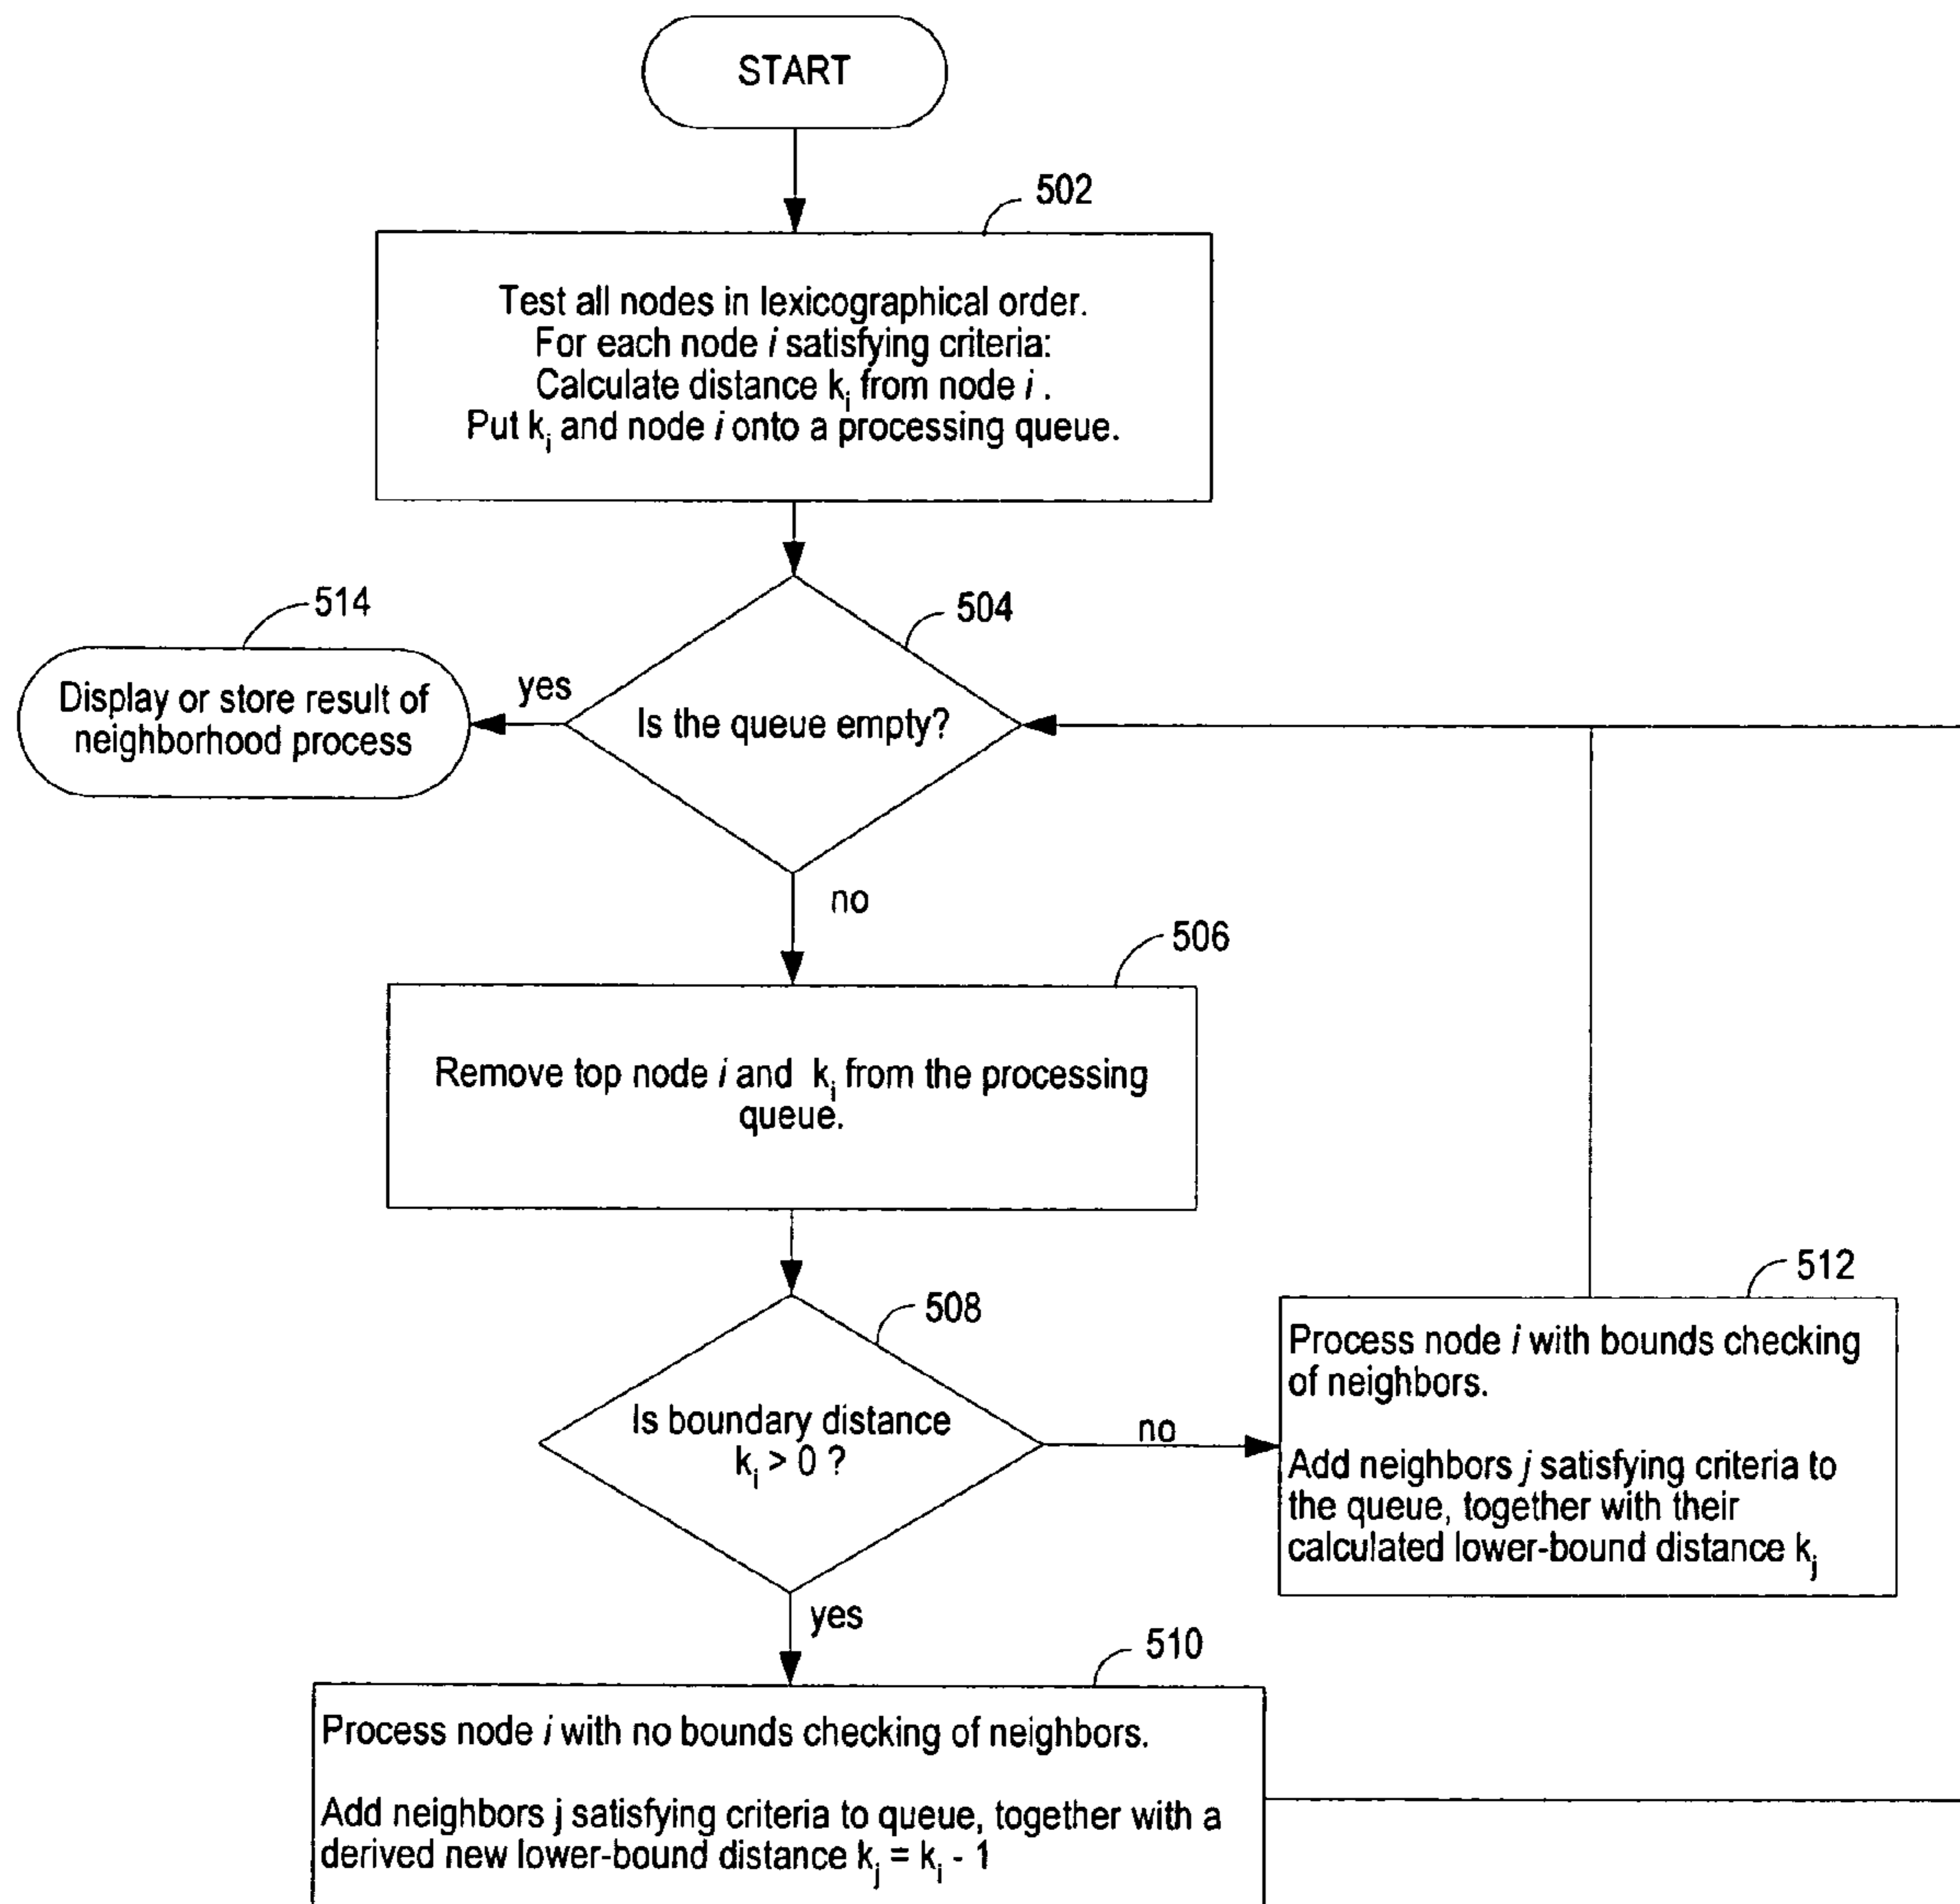 START
502
Test all nodes in lexicographical order.
For each node i satisfying criteria:
Calculate distance ki from node i .
Put ki and node i onto a processing queue.
514
504
Display or store result of
neighborhood process
yes
Is the queue empty?
no
506
Remove top node i and ki from the processing
queue.
508
512
Is boundary distance
ki > 0 ?
no
Process node i with bounds checking
of neighbors.
Add neighbors j satisfying criteria to
the queue, together with their
calculated lower-bound distance kj
yes
510
Process node i with no bounds checking of neighbors.
Add neighbors j satisfying criteria to queue, together with a
derived new lower-bound distance kj = ki - 1